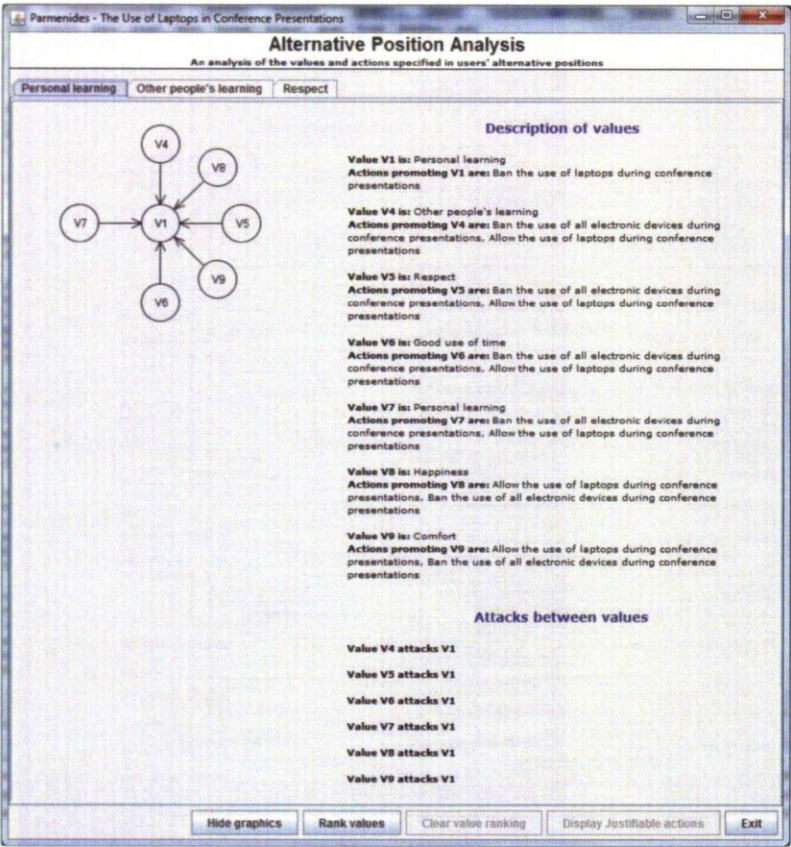 Parmenides - The Use of Laptops in Conference Presentations
Alternative Position Analysis
An analysis of the values and actions specified in users' alternative positions
Personal learning Other people's learning Respect
V4
V8
V7 V1 V5
V9
V6
Description of values
Value V1 is: Personal learning
Actions promoting V1 are: Ban the use of laptops during conference
presentations
Value V4 is: Other people's learning
Actions promoting V4 are: Ban the use of all electronic devices during
conference presentations, Allow the use of laptops during conference
presentations
Value V5 is: Respect
Actions promoting V5 are: Ban the use of all electronic devices during
conference presentations, Allow the use of laptops during conference
presentations
Value V6 is: Good use of time
Actions promoting V6 are: Ban the use of all electronic devices during
conference presentations, Allow the use of laptops during conference
presentations
Value V7 is: Personal learning
Actions promoting V7 are: Ban the use of all electronic devices during
conference presentations, Allow the use of laptops during conference
presentations
Value V8 is: Happiness
Actions promoting V8 are: Allow the use of laptops during conference
presentations, Ban the use of all electronic devices during conference
presentations
Value V9 is: Comfort
Actions promoting V9 are: Allow the use of laptops during conference
presentations, Ban the use of all electronic devices during conference
presentations
Attacks between values
Value V4 attacks V1
Value V5 attacks V1
Value V6 attacks V1
Value V7 attacks V1
Value V8 attacks V1
Value V9 attacks V1
Hide graphics Rank values Clear value ranking Display Justifiable actions Exit